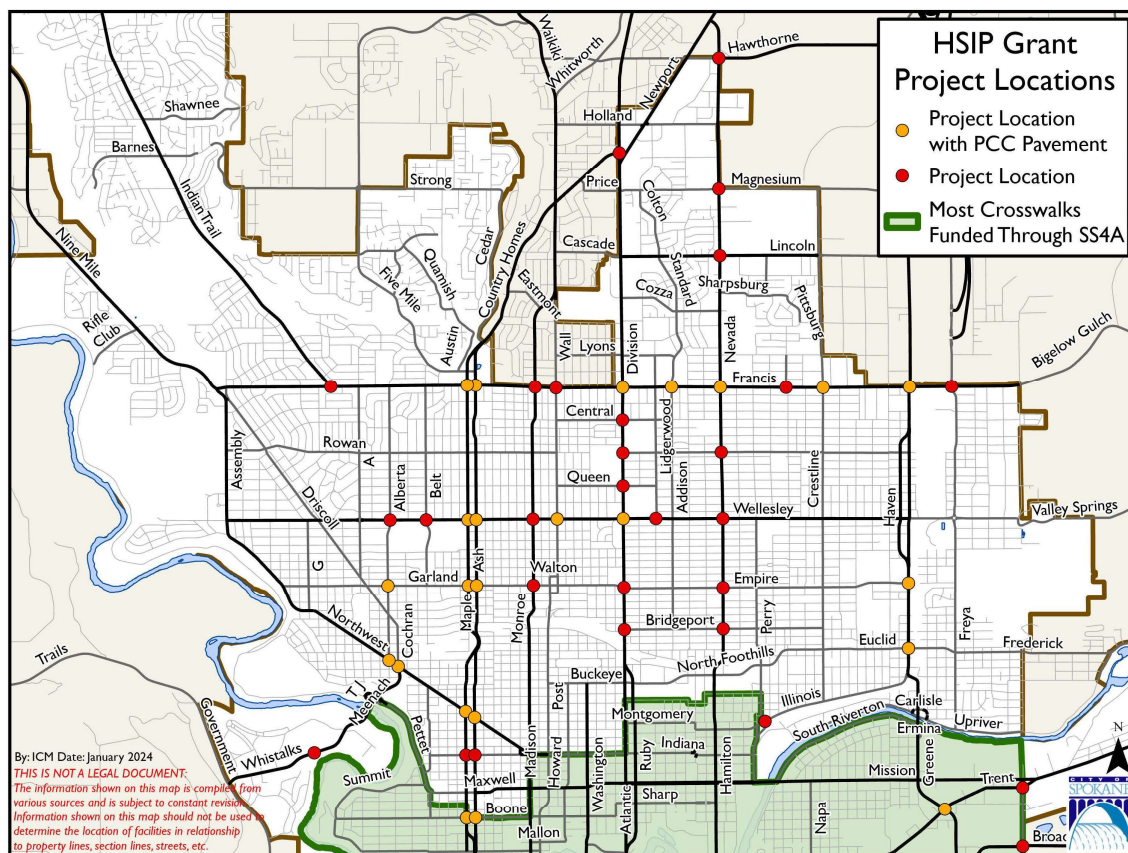 HSIP Grant
Project Locations
Project Location
with PCC Pavement
Project Location
Most Crosswalks
Funded Through SS4A
Waikiki
Whitworth
Hawthorne
Newport
Shawnee
Holland
Barnes
Strong
Price
Magnesium
Indian Trail
Colton
Nine Mile
Cedar
Country Homes
Cascade
Lincoln
Quamish
Five Mile
Eastmont
Standard
Sharpsburg
Cozza
Pittsburg
Rifle
Club
Austin
Wall
Lyons
Division
Nevada
Bigelow Gulch
Francis
Central
Lidgerwood
Assembly
Rowan
A
Alberta
Belt
Queen
Addison
Crestline
Haven
Driscoll
Wellesley
Valley Springs
G
Garland
Ash
Walton
Empire
Maple
Monroe
Northwest
Cochran
Bridgeport
Perry
Euclid
Freya
Frederick
North Foothills
Trails
Buckeye
T J
Meenach
Post
Illinois
Carlisle
Government
Pettet
Montgomery
South-Riverton
Ermina
Upriver
N
Whistalks
Madison
Howard
Washington
Ruby
Indiana
Hamilton
Greene
Summit
Maxwell
Mission
Trent
Boone
Atlantic
Sharp
Napa
Mallon
Broad
By: ICM Date: January 2024
THIS IS NOT A LEGAL DOCUMENT:
The information shown on this map is compiled from
various sources and is subject to constant revision.
Information shown on this map should not be used to
determine the location of facilities in relationship
to property lines, section lines, streets, etc.
CITY OF
SPOKANE